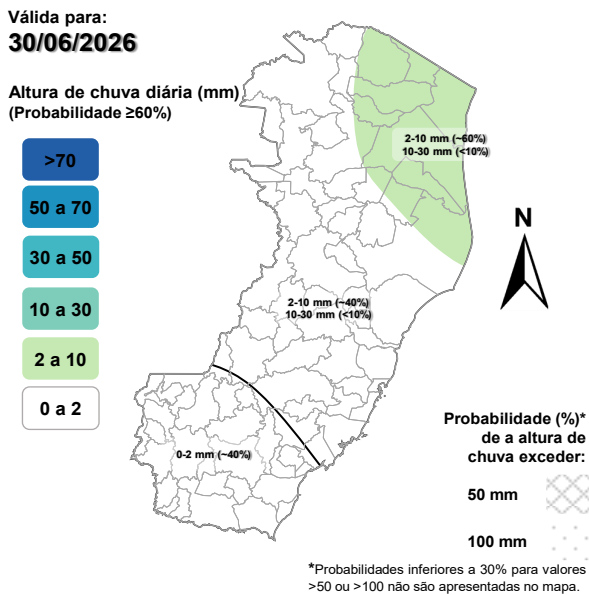 Válida para:
30/06/2026
Altura de chuva diária (mm)
(Probabilidade ≥60%)
>70
50 a 70
30 a 50
10 a 30
2 a 10
0 a 2
2-10 mm (~60%)
10-30 mm (<10%)
N
2-10 mm (~40%)
10-30 mm (<10%)
0-2 mm (~40%)
Probabilidade (%)*
de a altura de
chuva exceder:
50 mm
100 mm
*Probabilidades inferiores a 30% para valores
>50 ou >100 não são apresentadas no mapa.